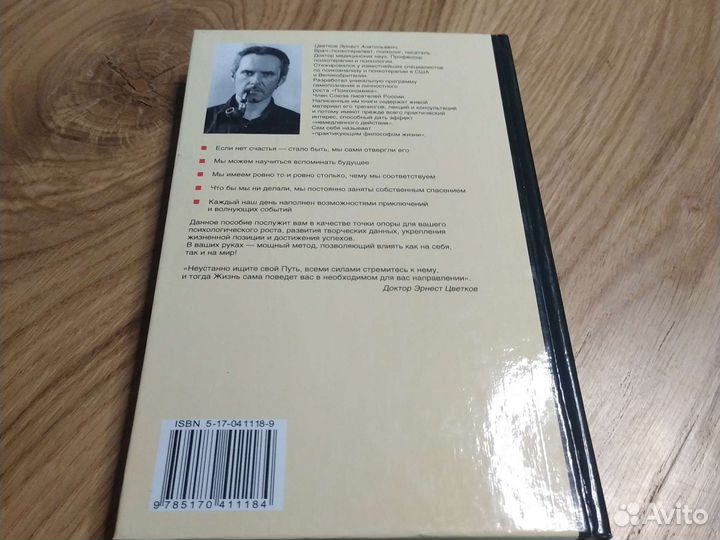 Цветков Эрнест Анатольевич
Врач-психотерапевт, психолог, писатель.
Доктор медицинских наук. Профессор
психотерапии и психологии.
Стажировался у известнейших специалистов
по психоанализу и психотерапии в США
и Великобритании.
Разработал уникальную программу
самопознания и личностного
роста «Психономика».
Член Союза писателей России.
Написанные им книги содержат живой
материал его тренингов, лекций и консультаций
и потому имеют прежде всего практический
интерес, способный дать эффект
«немедленного действия».
Сам себя называет
«практикующим философом жизни».
Если нет счастья — стало быть, мы сами отвергли его
Мы можем научиться вспоминать будущее
Мы имеем ровно то и ровно столько, чему мы соответствуем
Что бы мы ни делали, мы постоянно заняты собственным спасением
Каждый наш день наполнен возможностями приключений
и волнующих событий
Данное пособие послужит вам в качестве точки опоры для вашего
психологического роста, развития творческих данных, укрепления
жизненной позиции и достижения успехов.
В ваших руках — мощный метод, позволяющий влиять как на себя,
так и на мир!
«Неустанно ищите свой Путь, всеми силами стремитесь к нему,
и тогда Жизнь сама поведет вас в необходимом для вас направлении».
Доктор Эрнест Цветков
ISBN 5-17-041118-9
9 785170 411184
Avito